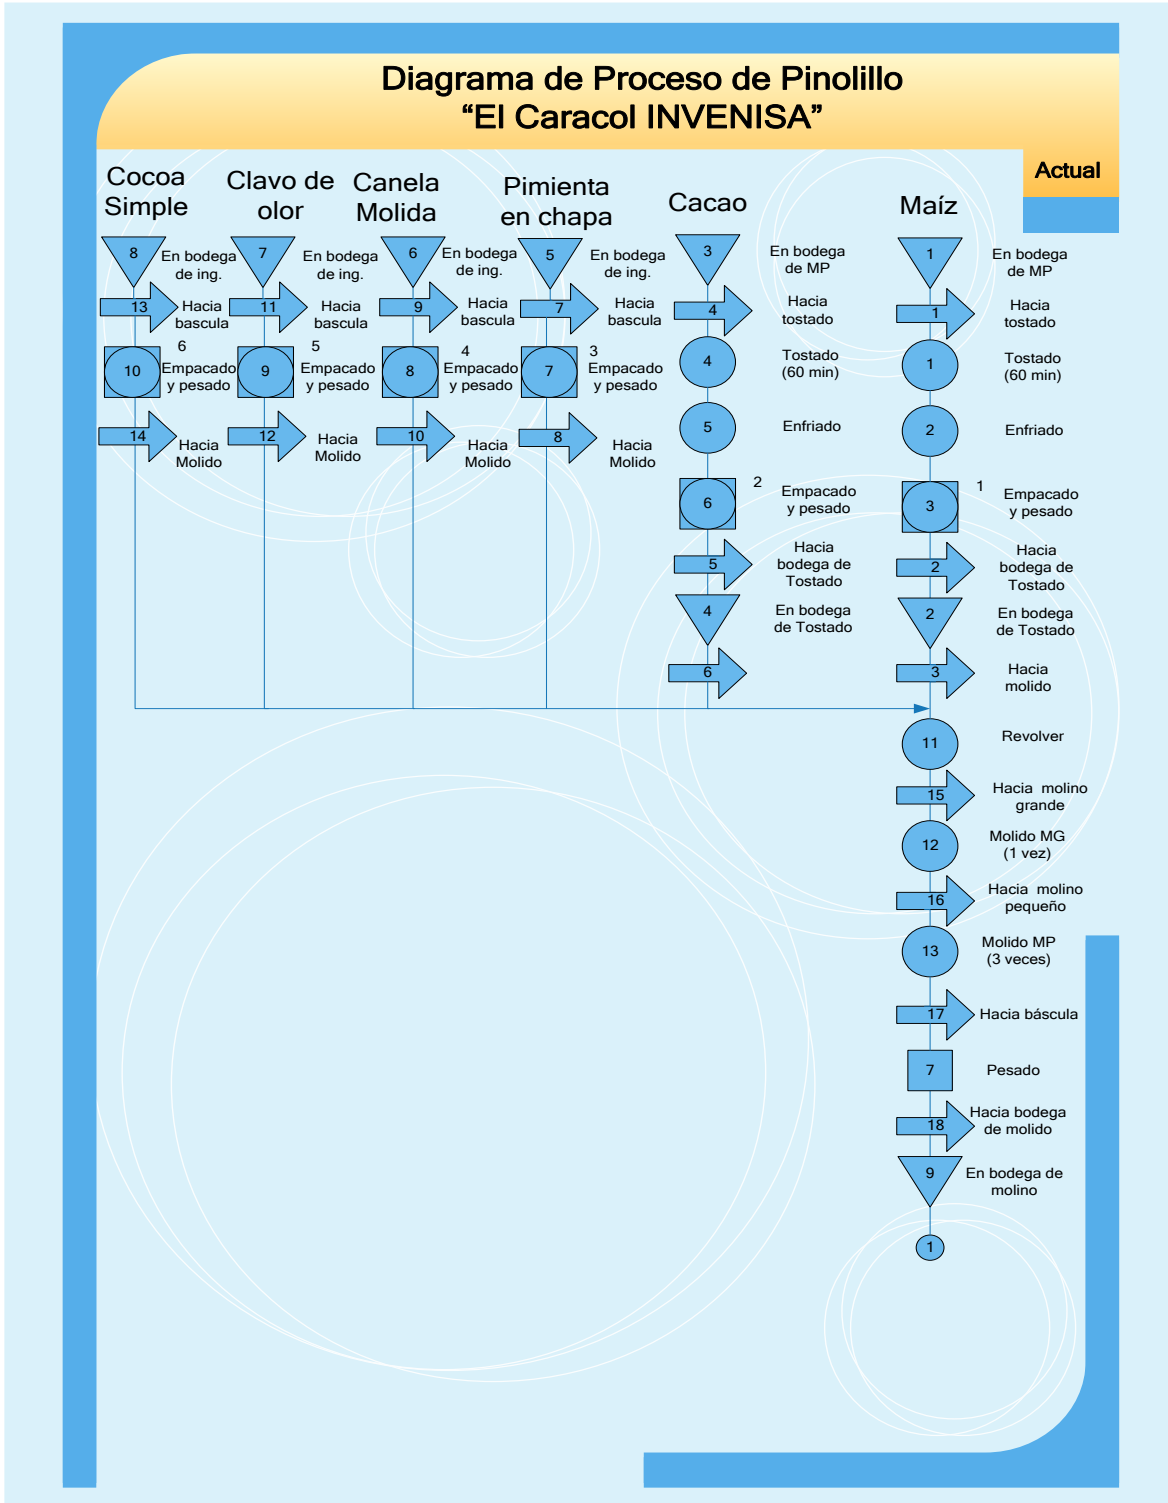 Diagrama de Proceso de Pinolillo
“El Caracol INVENISA”
Actual
Cocoa
Simple
8
En bodega
de ing.
13
Hacia
bascula
6
10
Empacado
y pesado
14
Hacia
Molido
Clavo de
olor
7
En bodega
de ing.
11
Hacia
bascula
5
9
Empacado
y pesado
12
Hacia
Molido
Canela
Molida
6
En bodega
de ing.
9
Hacia
bascula
4
8
Empacado
y pesado
10
Hacia
Molido
Pimienta
en chapa
5
En bodega
de ing.
7
Hacia
bascula
3
7
Empacado
y pesado
8
Hacia
Molido
Cacao
3
En bodega
de MP
4
Hacia
tostado
4
Tostado
(60 min)
5
Enfriado
2
6
Empacado
y pesado
5
Hacia
bodega de
Tostado
4
En bodega
de Tostado
6
Maíz
1
En bodega
de MP
1
Hacia
tostado
1
Tostado
(60 min)
2
Enfriado
1
3
Empacado
y pesado
2
Hacia
bodega de
Tostado
2
En bodega
de Tostado
3
Hacia
molido
11
Revolver
15
Hacia molino
grande
12
Molido MG
(1 vez)
16
Hacia molino
pequeño
13
Molido MP
(3 veces)
17
Hacia báscula
7
Pesado
18
Hacia bodega
de molido
9
En bodega de
molino
1